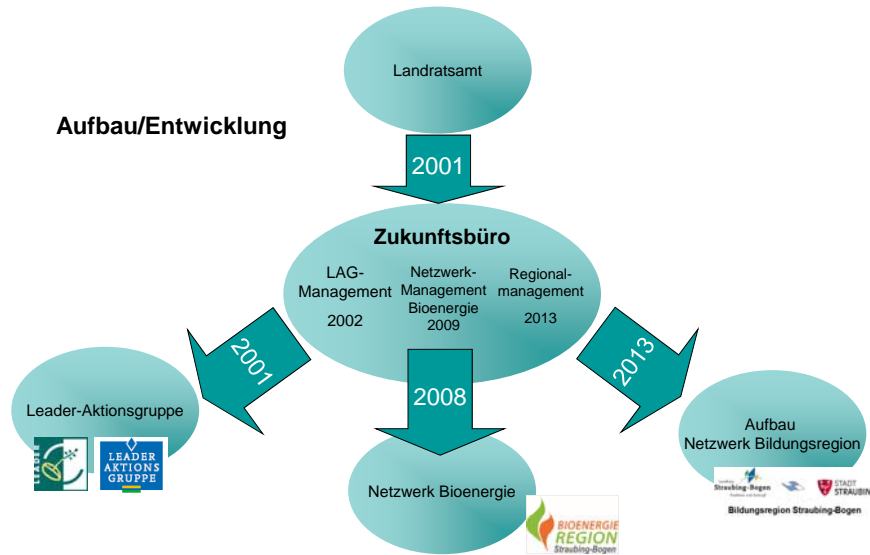 Landratsamt
Aufbau/Entwicklung
2001
Zukunftsbüro
LAG-
Management
2002
Netzwerk-
Management
Bioenergie
2009
Regional-
management
2013
2001
2008
2013
Leader-Aktionsgruppe
LEADER
LEADER
AKTIONS
GRUPPE
Netzwerk Bioenergie
BIOENERGIE
REGION
Straubing-Bogen
Aufbau
Netzwerk Bildungsregion
Straubing-Bogen
STADT
STRAUBING
Bildungsregion Straubing-Bogen